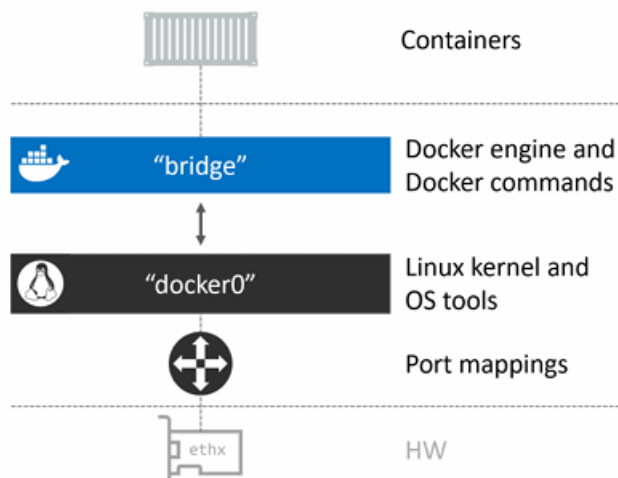 Containers
“bridge”
Docker engine and
Docker commands
“docker0”
Linux kernel and
OS tools
Port mappings
ethx
HW